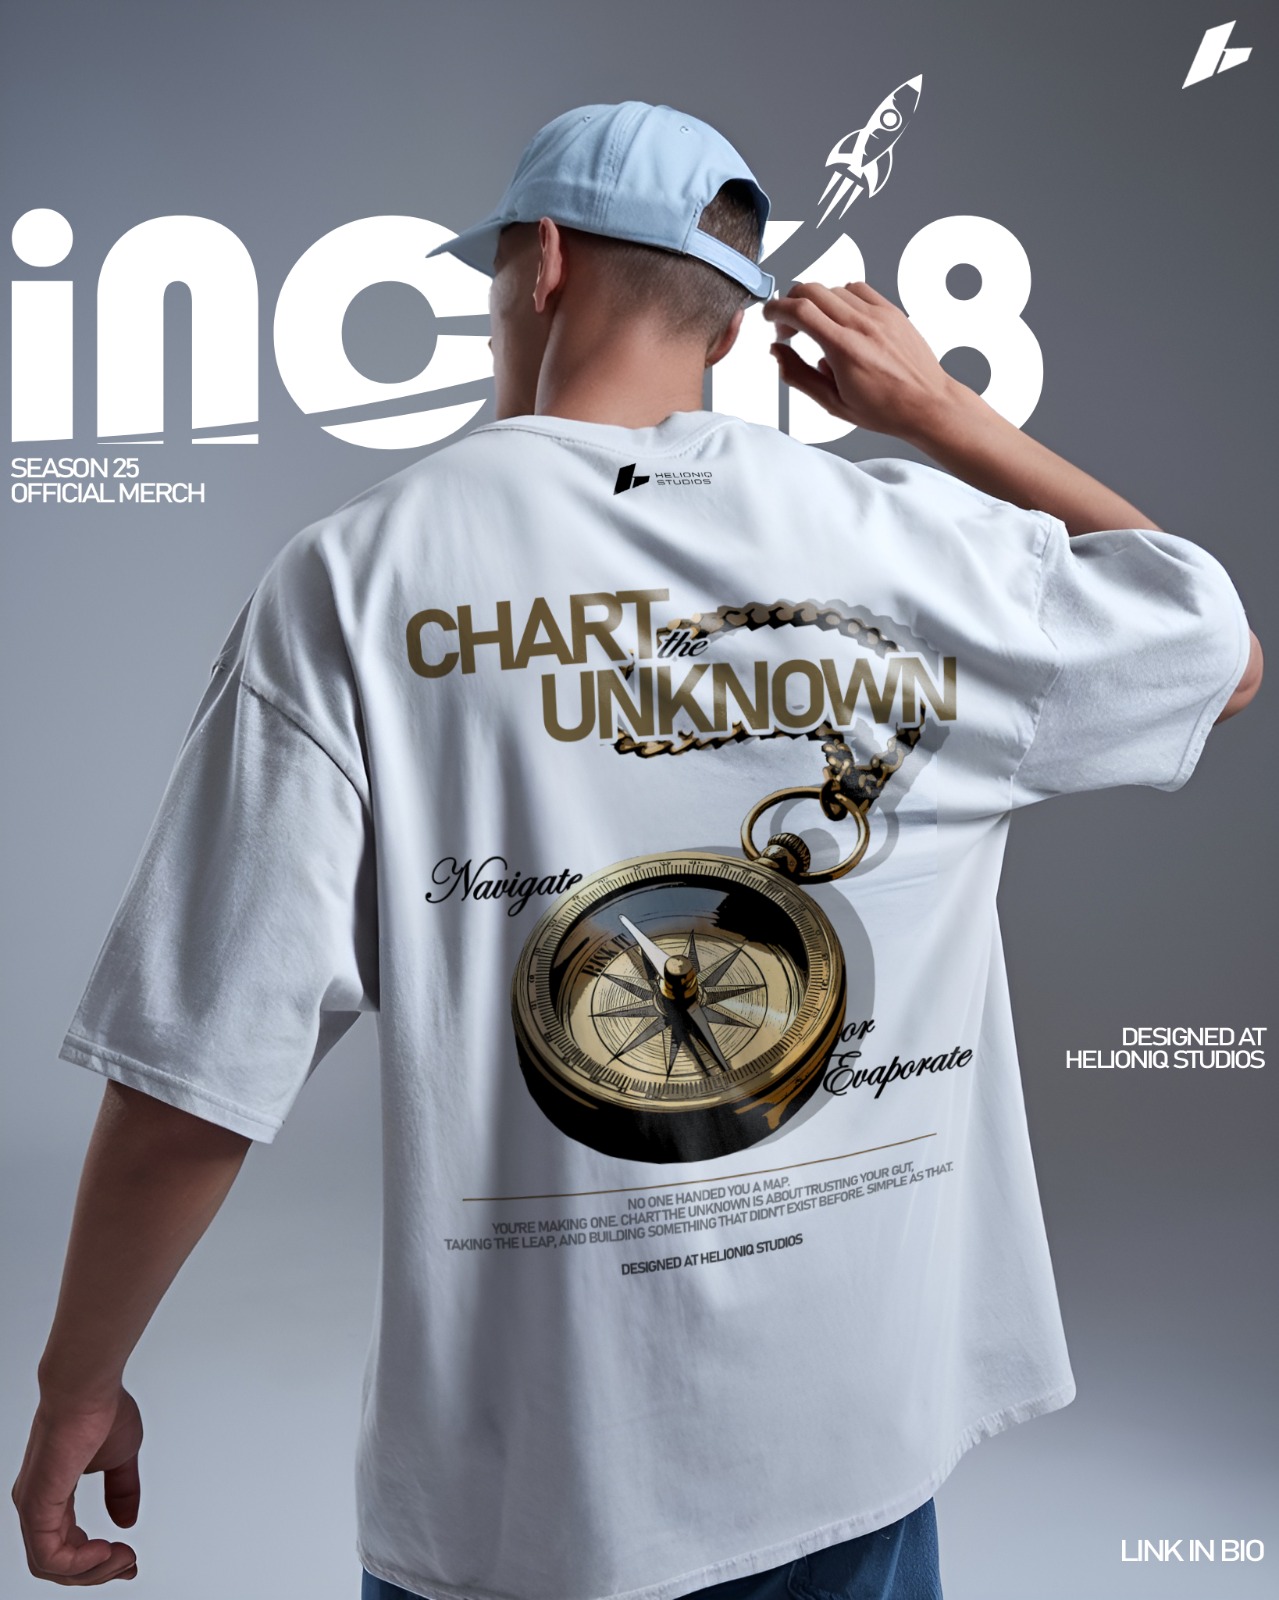 SEASON 25
OFFICIAL MERCH
HELIONIQ
STUDIOS
CHART
the
UNKNOWN
Navigate
RISK IT
or
Evaporate
NO ONE HANDED YOU A MAP.
YOU'RE MAKING ONE. CHART THE UNKNOWN IS ABOUT TRUSTING YOUR GUT,
TAKING THE LEAP, AND BUILDING SOMETHING THAT DIDN'T EXIST BEFORE. SIMPLE AS THAT.
DESIGNED AT HELIONIQ STUDIOS
DESIGNED AT
HELIONIQ STUDIOS
LINK IN BIO